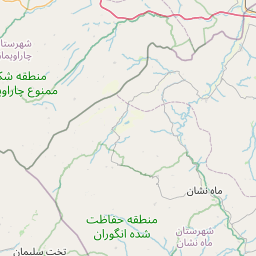 شهرستان
چاراویماق
منطقه شکار
ممنوع چاراویماق
ماه نشان
منطقه حفاظت
شده انگوران
شهرستان
ماه نشان
تخت سلیمان